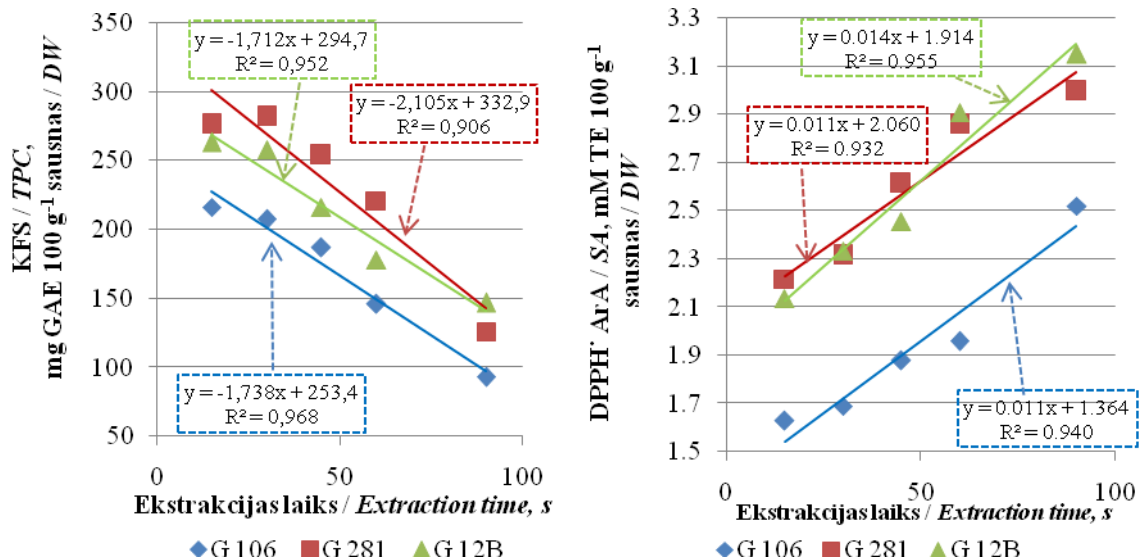 KFS / TPC,
mg GAE 100 g⁻¹ sausnas / DW
350
300
250
200
150
100
50
y = -1,712x + 294,7
R² = 0,952
y = -2,105x + 332,9
R² = 0,906
y = -1,738x + 253,4
R² = 0,968
0
50
100
Ekstrakcijas laiks / Extraction time, s
G 106
G 281
G 12B
DPPH˙ ArA / SA, mM TE 100 g⁻¹
sausnas / DW
3.3
3.1
2.9
2.7
2.5
2.3
2.1
1.9
1.7
1.5
y = 0.014x + 1.914
R² = 0.955
y = 0.011x + 2.060
R² = 0.932
y = 0.011x + 1.364
R² = 0.940
0
50
100
Ekstrakcijas laiks / Extraction time, s
G 106
G 281
G 12B